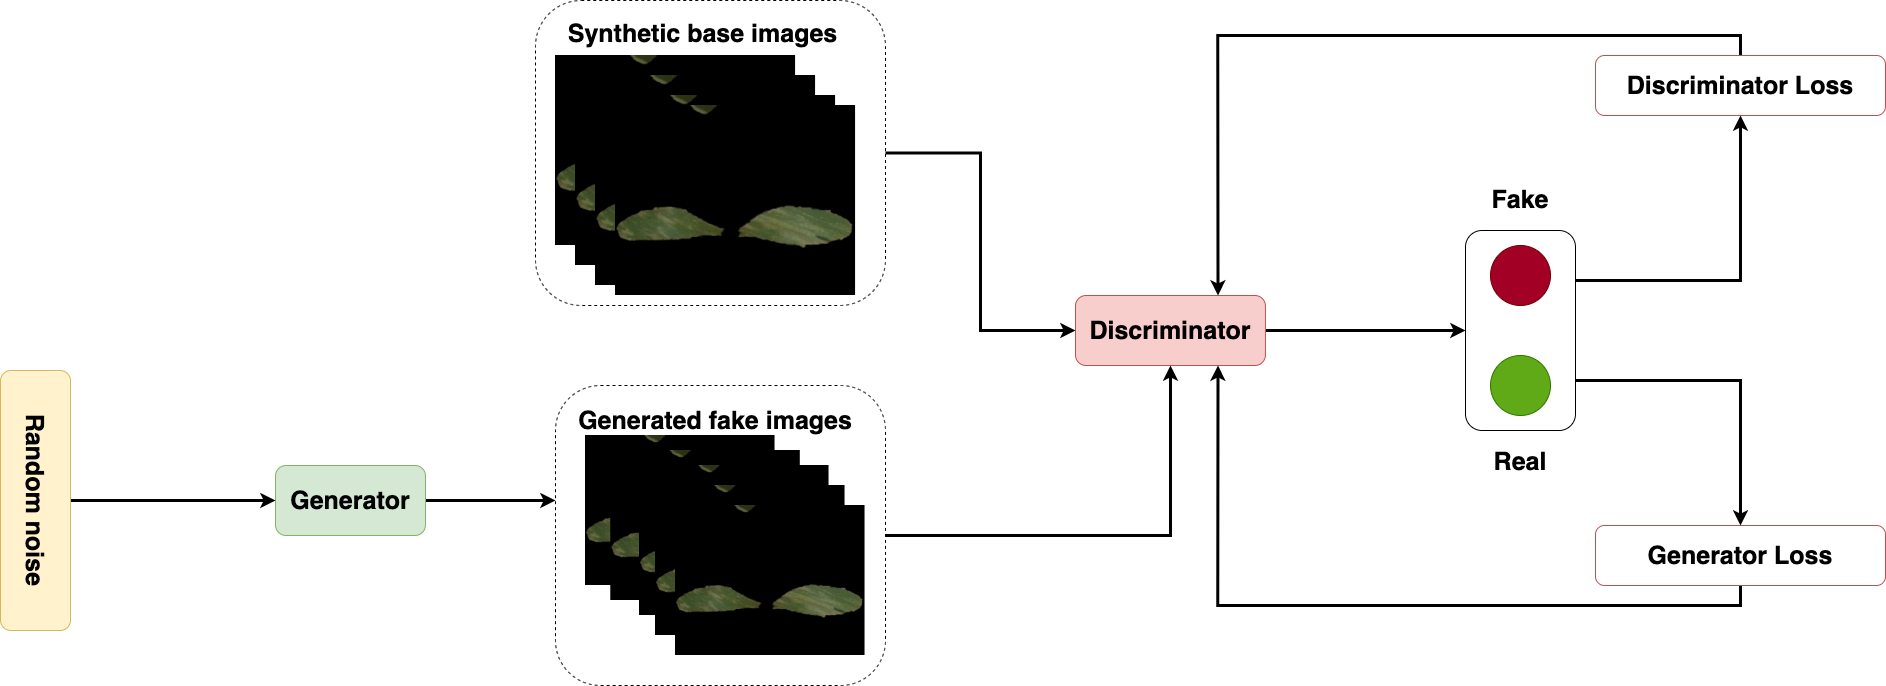 Synthetic base images
Discriminator Loss
Fake
Discriminator
Random noise
Generated fake images
Real
Generator
Generator Loss